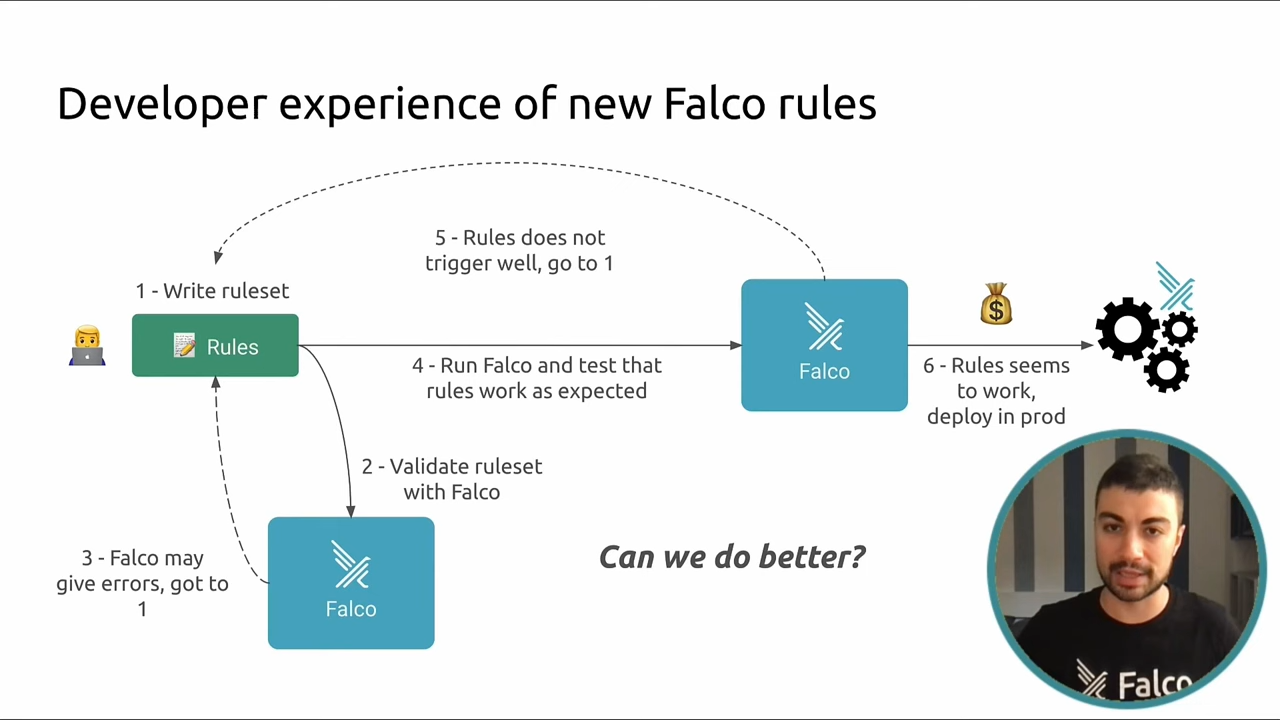 Developer experience of new Falco rules
5 - Rules does not
trigger well, go to 1
1 - Write ruleset
Rules
4 - Run Falco and test that
rules work as expected
Falco
$
6 - Rules seems
to work,
deploy in prod
2 - Validate ruleset
with Falco
3 - Falco may
give errors, got to
1
Falco
Can we do better?
Falco